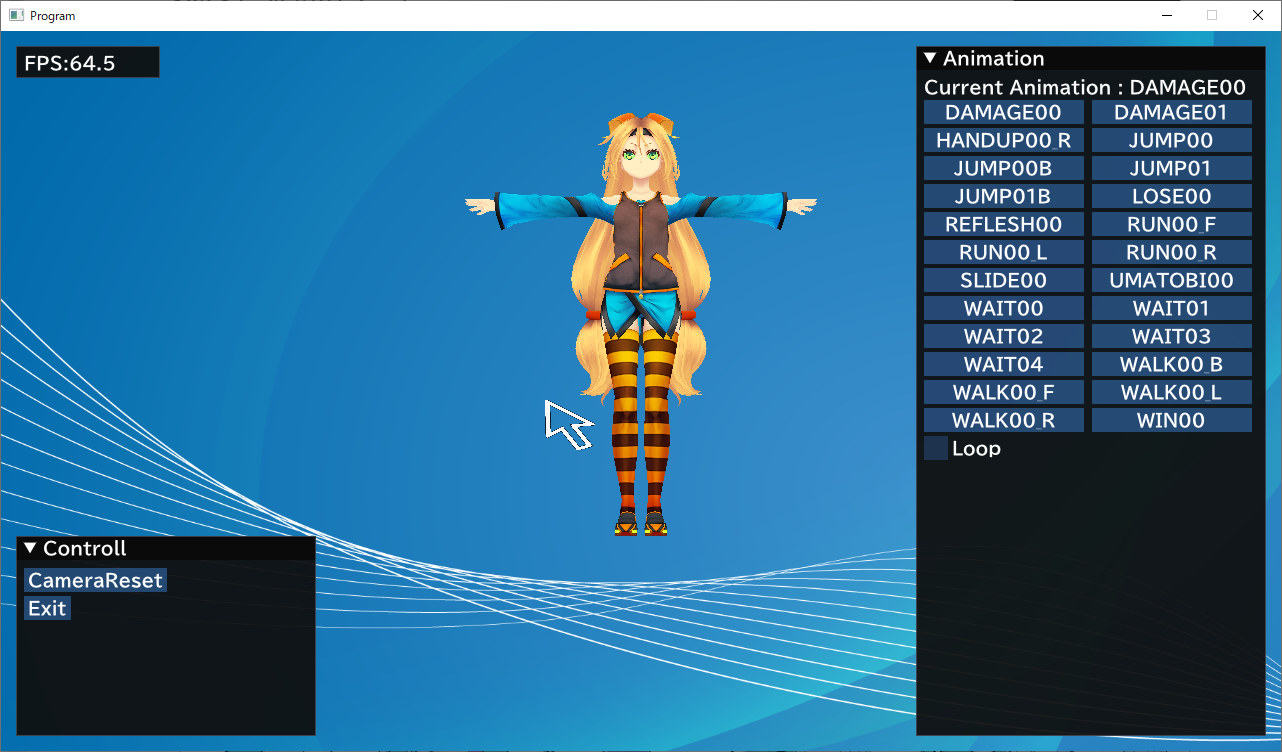 Program
FPS:64.5
Animation
Current Animation : DAMAGE00
DAMAGE00 DAMAGE01
HANDUP00_R JUMP00
JUMP00B JUMP01
JUMP01B LOSE00
REFLESH00 RUN00_F
RUN00_L RUN00_R
SLIDE00 UMATOBI00
WAIT00 WAIT01
WAIT02 WAIT03
WAIT04 WALK00_B
WALK00_F WALK00_L
WALK00_R WIN00
Loop
Controll
CameraReset
Exit